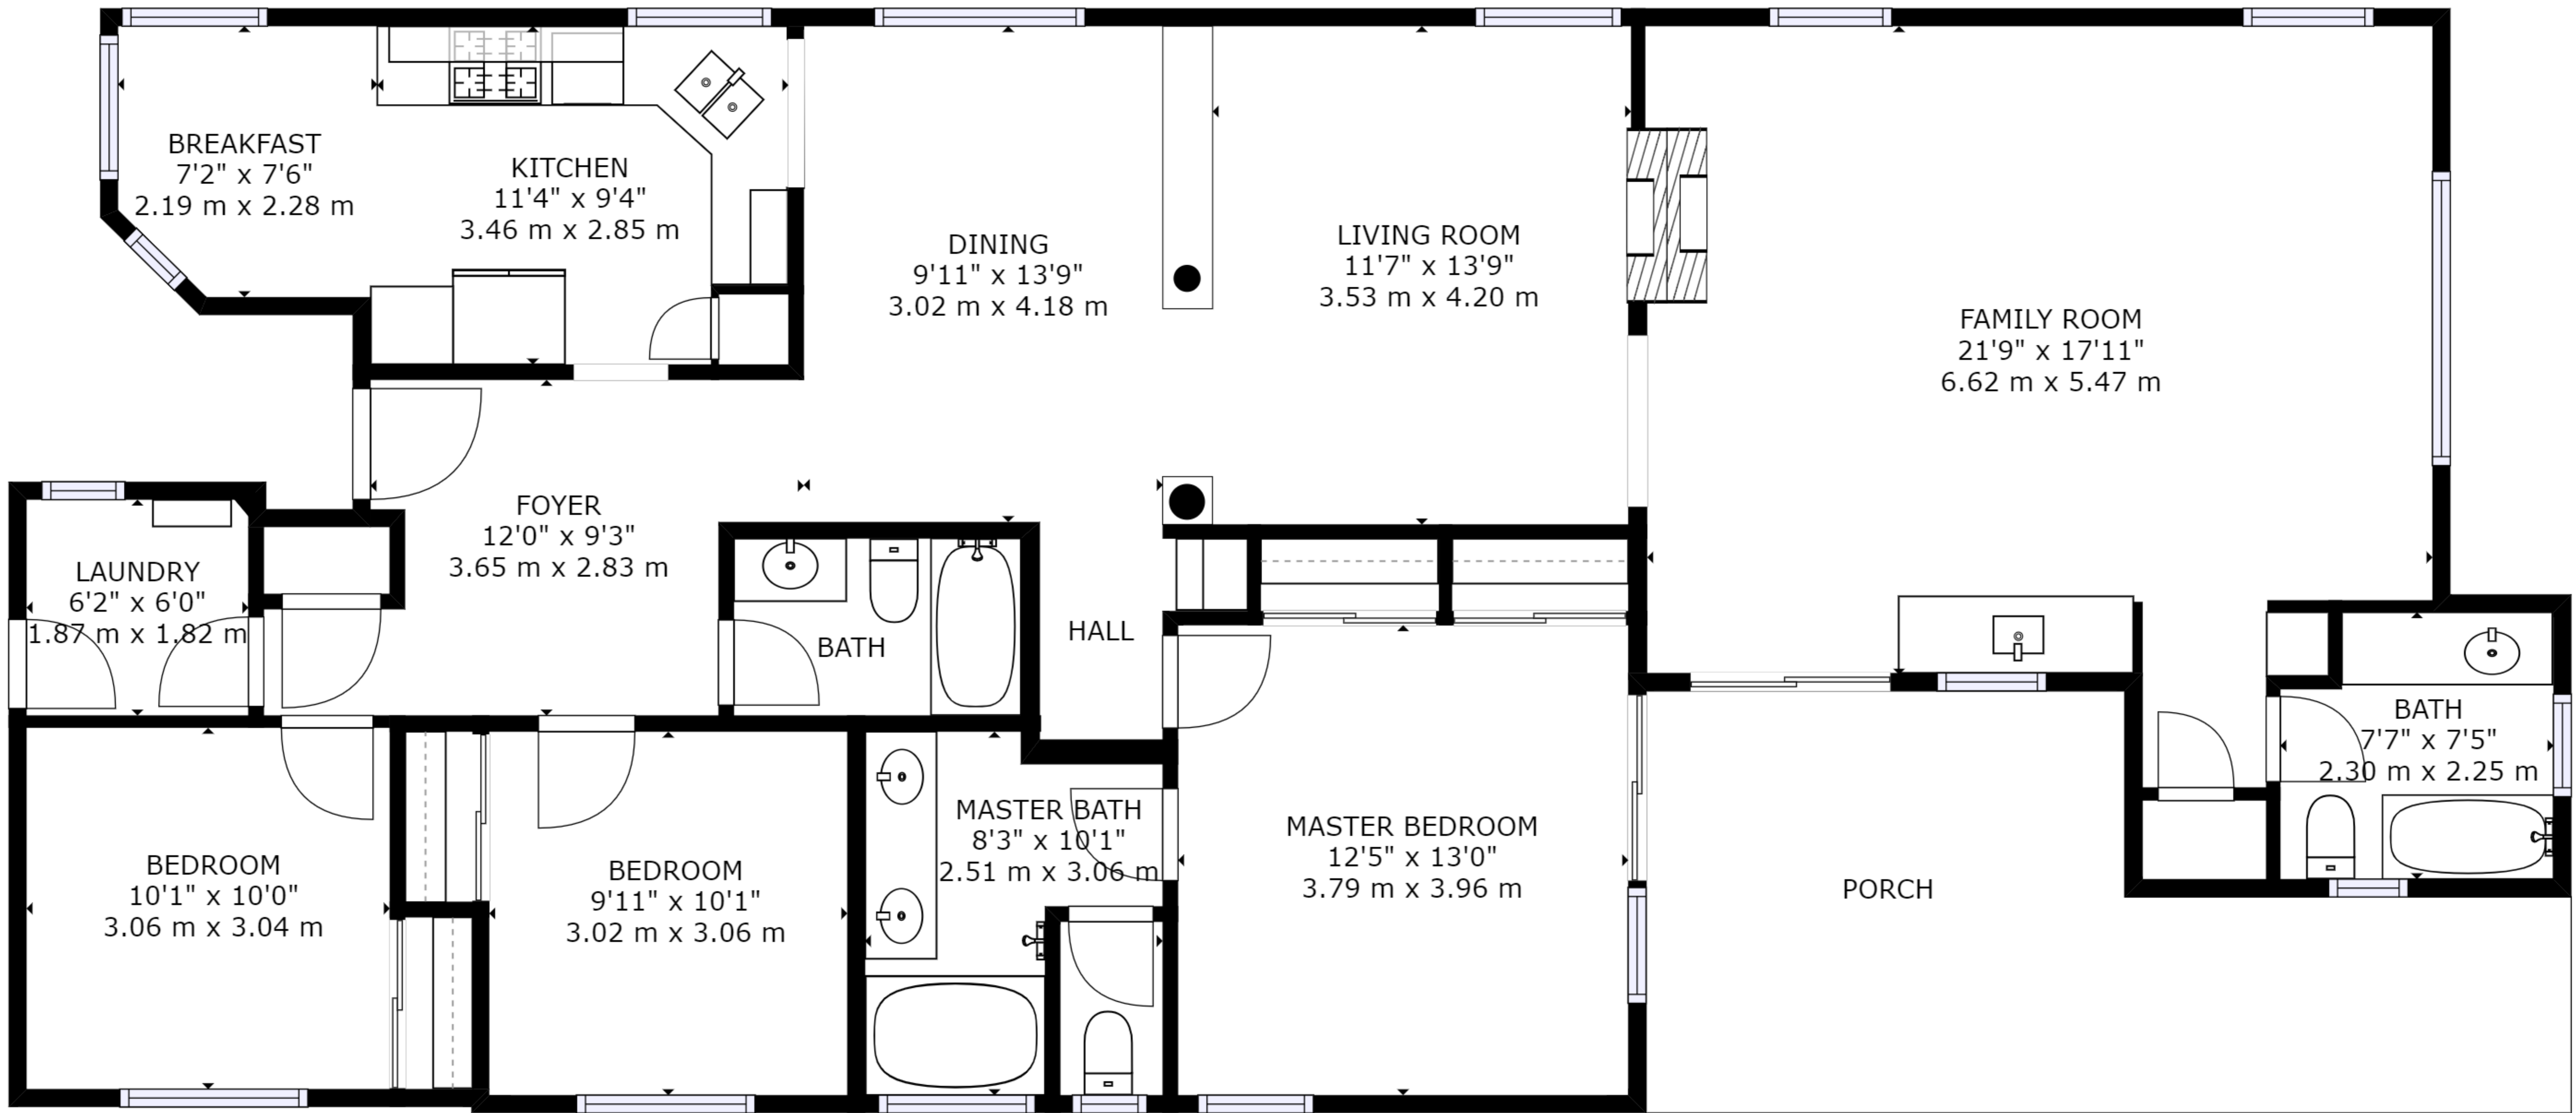 BREAKFAST
7'2" x 7'6"
2.19 m x 2.28 m
KITCHEN
11'4" x 9'4"
3.46 m x 2.85 m
DINING
9'11" x 13'9"
3.02 m x 4.18 m
LIVING ROOM
11'7" x 13'9"
3.53 m x 4.20 m
FAMILY ROOM
21'9" x 17'11"
6.62 m x 5.47 m
FOYER
12'0" x 9'3"
3.65 m x 2.83 m
LAUNDRY
6'2" x 6'0"
1.87 m x 1.82 m
BATH
HALL
BATH
7'7" x 7'5"
2.30 m x 2.25 m
BEDROOM
10'1" x 10'0"
3.06 m x 3.04 m
BEDROOM
9'11" x 10'1"
3.02 m x 3.06 m
MASTER BATH
8'3" x 10'1"
2.51 m x 3.06 m
MASTER BEDROOM
12'5" x 13'0"
3.79 m x 3.96 m
PORCH